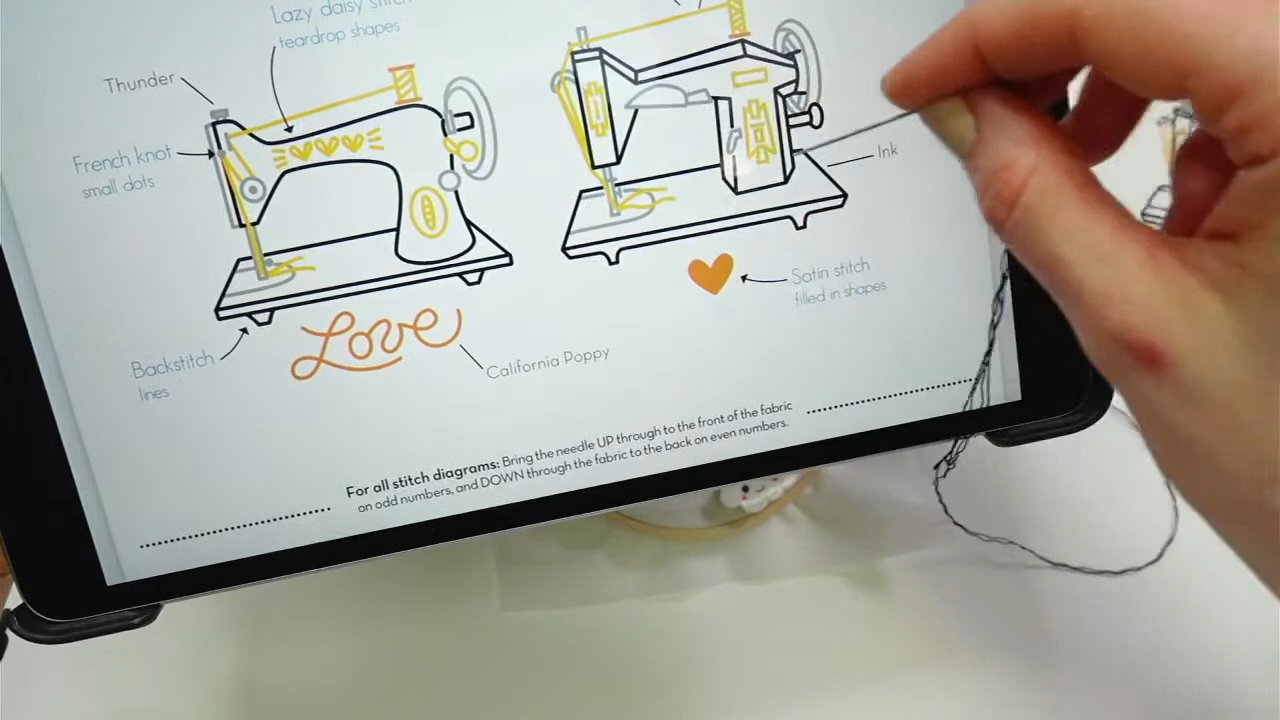 Lazy daisy stitch
teardrop shapes
Thunder
French knot
small dots
Ink
Satin stitch
filled in shapes
Love
California Poppy
Backstitch
lines
For all stitch diagrams: Bring the needle UP through to the front of the fabric
on odd numbers, and DOWN through the fabric to the back on even numbers.